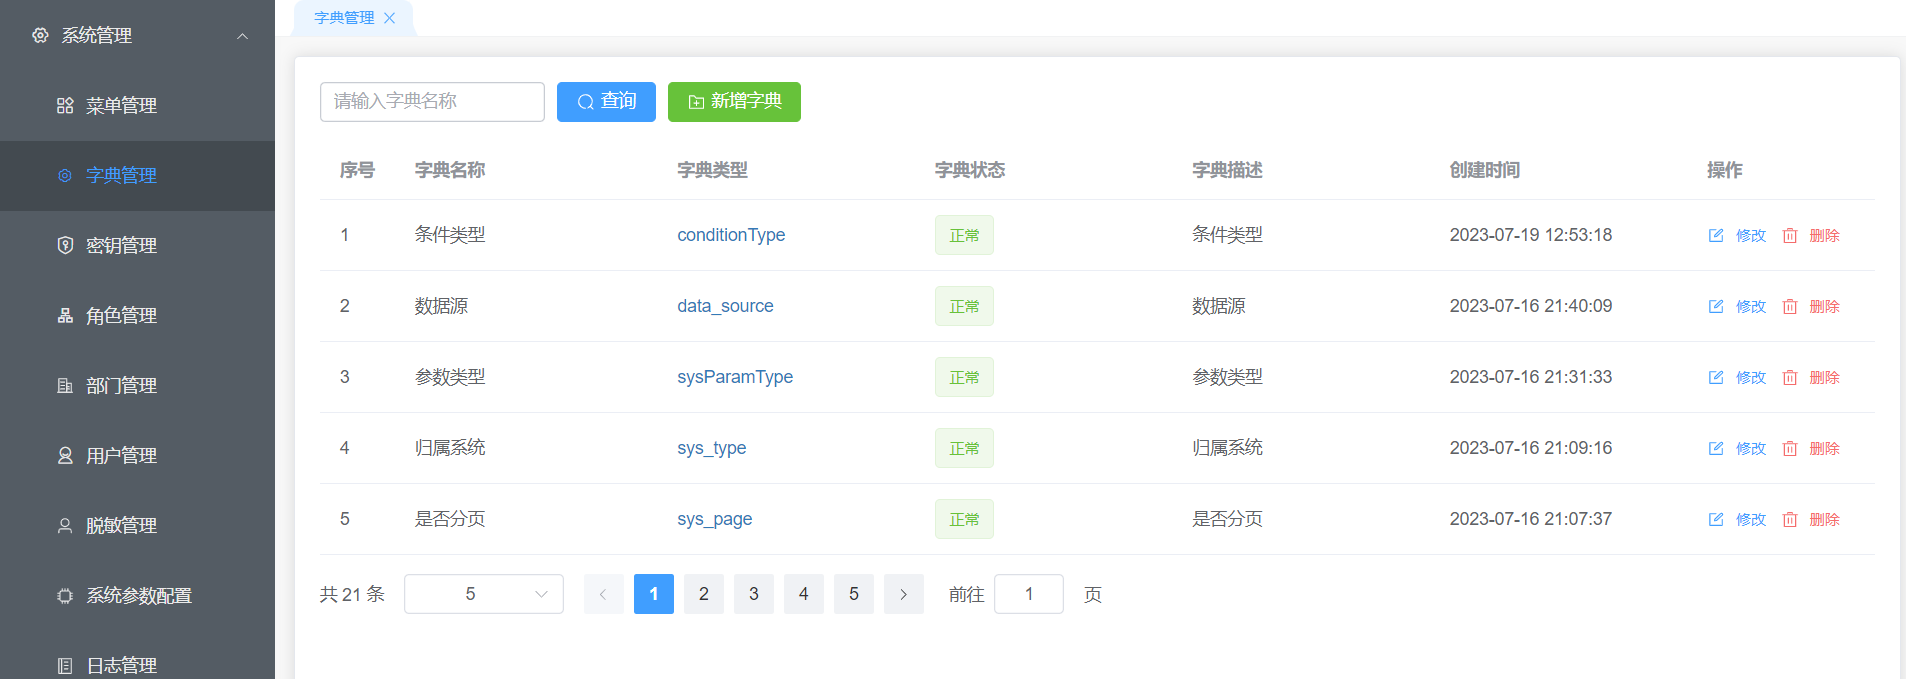 系统管理
菜单管理
字典管理
密钥管理
角色管理
部门管理
用户管理
脱敏管理
系统参数配置
日志管理
字典管理
请输入字典名称 查询 新增字典
序号 字典名称 字典类型 字典状态 字典描述 创建时间 操作
1 条件类型 conditionType 正常 条件类型 2023-07-19 12:53:18 修改 删除
2 数据源 data_source 正常 数据源 2023-07-16 21:40:09 修改 删除
3 参数类型 sysParamType 正常 参数类型 2023-07-16 21:31:33 修改 删除
4 归属系统 sys_type 正常 归属系统 2023-07-16 21:09:16 修改 删除
5 是否分页 sys_page 正常 是否分页 2023-07-16 21:07:37 修改 删除
共 21 条 5 1 2 3 4 5 前往 1 页